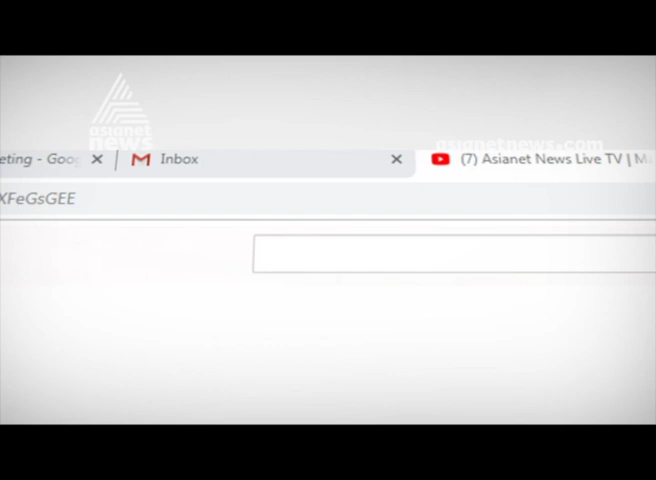 asianet
news
asianetnews.com
eting - Goog
Inbox
(7) Asianet News Live TV | M
XFeGsGEE